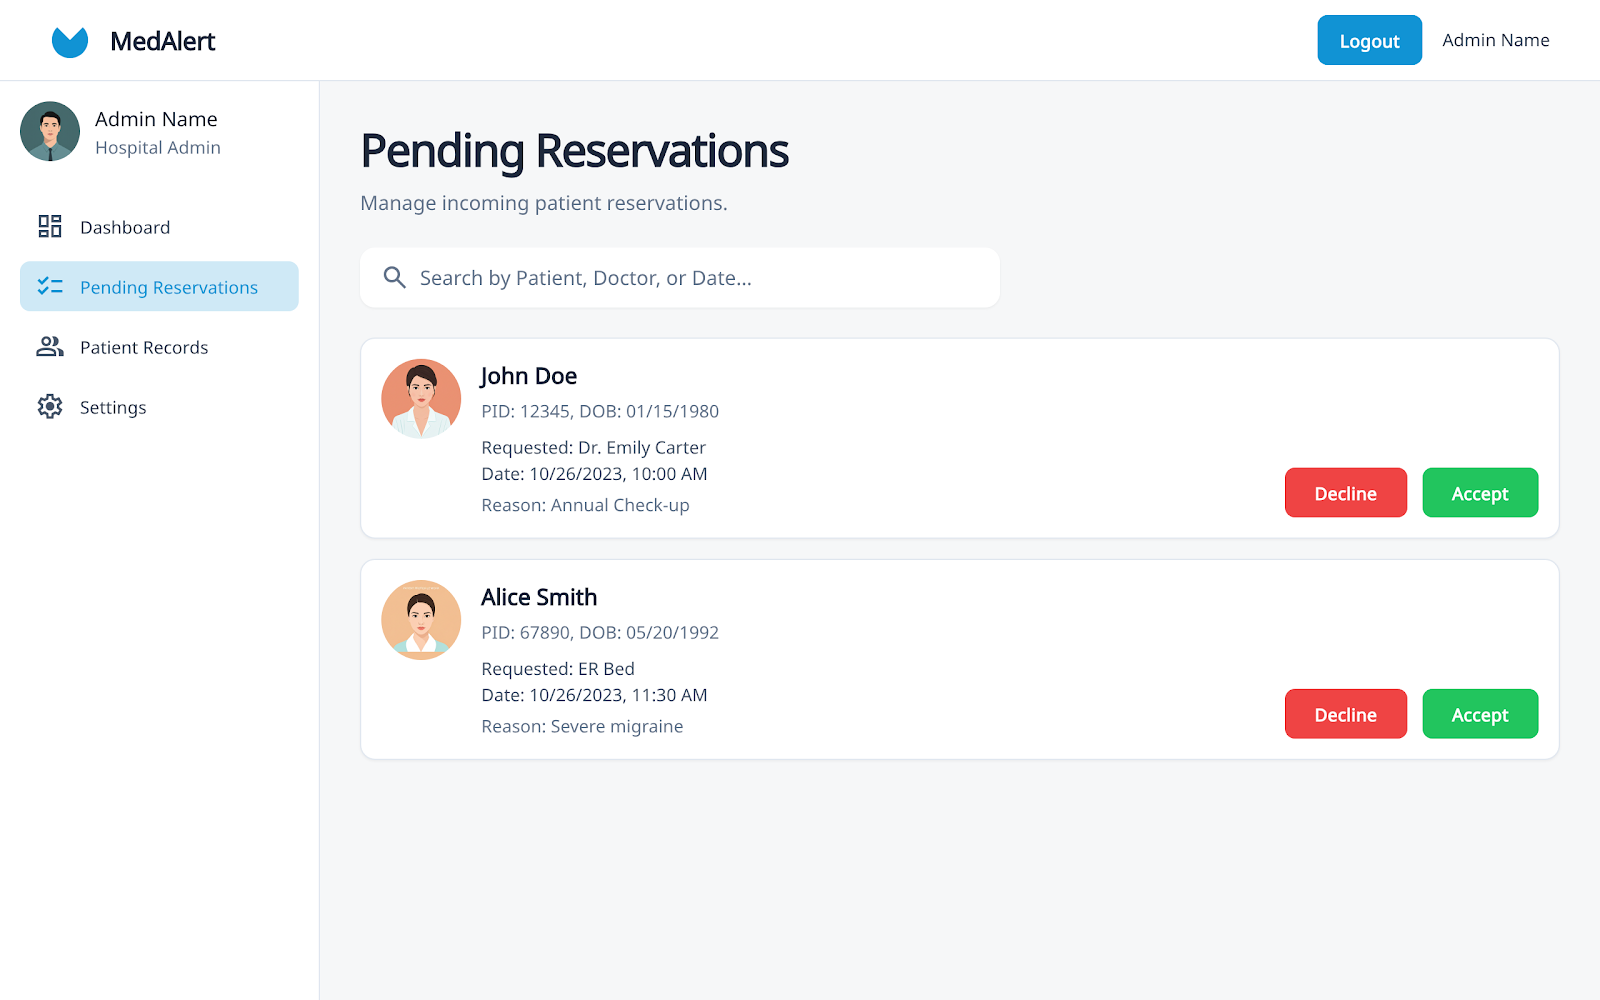 MedAlert
Logout
Admin Name
Admin Name
Hospital Admin
Dashboard
Pending Reservations
Patient Records
Settings
Pending Reservations
Manage incoming patient reservations.
Search by Patient, Doctor, or Date...
John Doe
PID: 12345, DOB: 01/15/1980
Requested: Dr. Emily Carter
Date: 10/26/2023, 10:00 AM
Reason: Annual Check-up
Decline
Accept
Alice Smith
PID: 67890, DOB: 05/20/1992
Requested: ER Bed
Date: 10/26/2023, 11:30 AM
Reason: Severe migraine
Decline
Accept